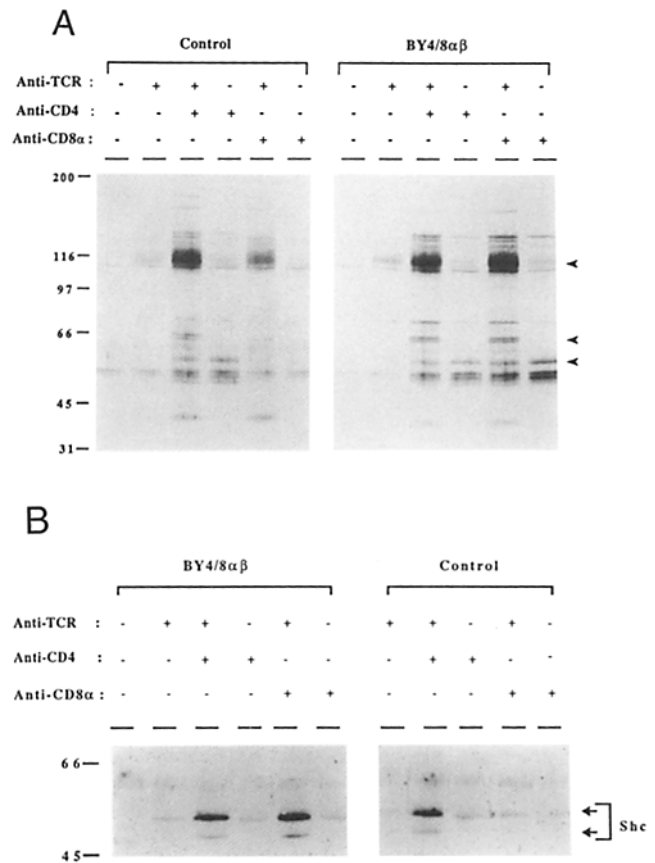 A
Control BY4/8αβ
Anti-TCR : - + + - + - - + + - + -
Anti-CD4 : - - + + - - - - + + - -
Anti-CD8α : - - - - + + - - - - + +
200
116
97
66
45
31
B
BY4/8αβ Control
Anti-TCR : - + + - + - + + - + -
Anti-CD4 : - - + + - - - + + - -
Anti-CD8α : - - - - + + - - - + +
66
Shc
45